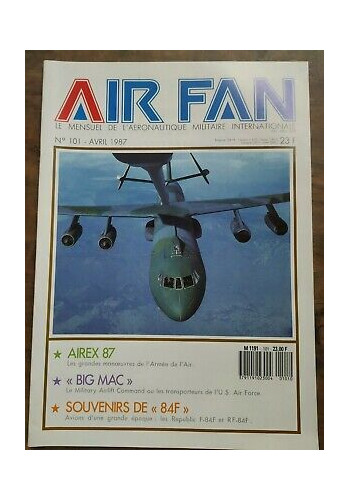 AIR FAN
LE MENSUEL DE L'AERONAUTIQUE MILITAIRE INTERNATIONALE
N° 101 - AVRIL 1987
23 F
AIREX 87
Les grandes manœuvres de l'Armée de l'Air.
M 1191 - 101 - 23,00 F
« BIG MAC »
Le Military Airlift Command ou les transporteurs de l'U.S. Air Force
SOUVENIRS DE « 84F »
Avions d'une grande époque : les Republic F-84F et RF-84F